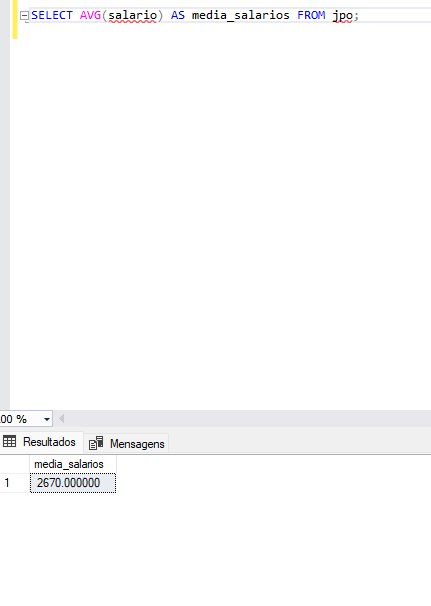 SELECT AVG(salario) AS media_salarios FROM jpo;
00 %
Resultados Mensagens
media_salarios
1 2670.000000